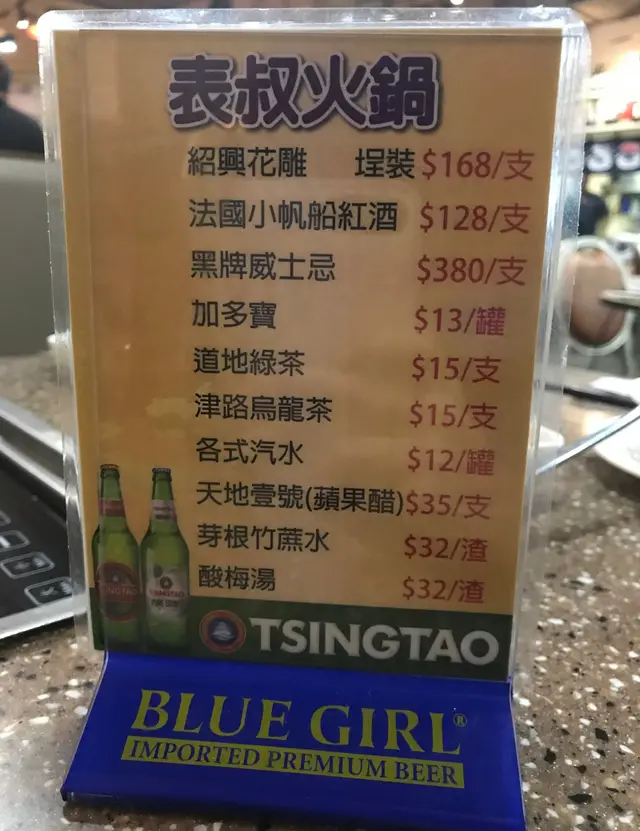 表叔火鍋
紹興花雕 埕裝 $168/支
法國小帆船紅酒 $128/支
黑牌威士忌 $380/支
加多寶 $13/罐
道地綠茶 $15/支
津路烏龍茶 $15/支
各式汽水 $12/罐
天地壹號(蘋果醋) $35/支
芽根竹蔗水 $32/渣
酸梅湯 $32/渣
TSINGTAO
TSINGTAO
TSINGTAO
BLUE GIRL®
IMPORTED PREMIUM BEER